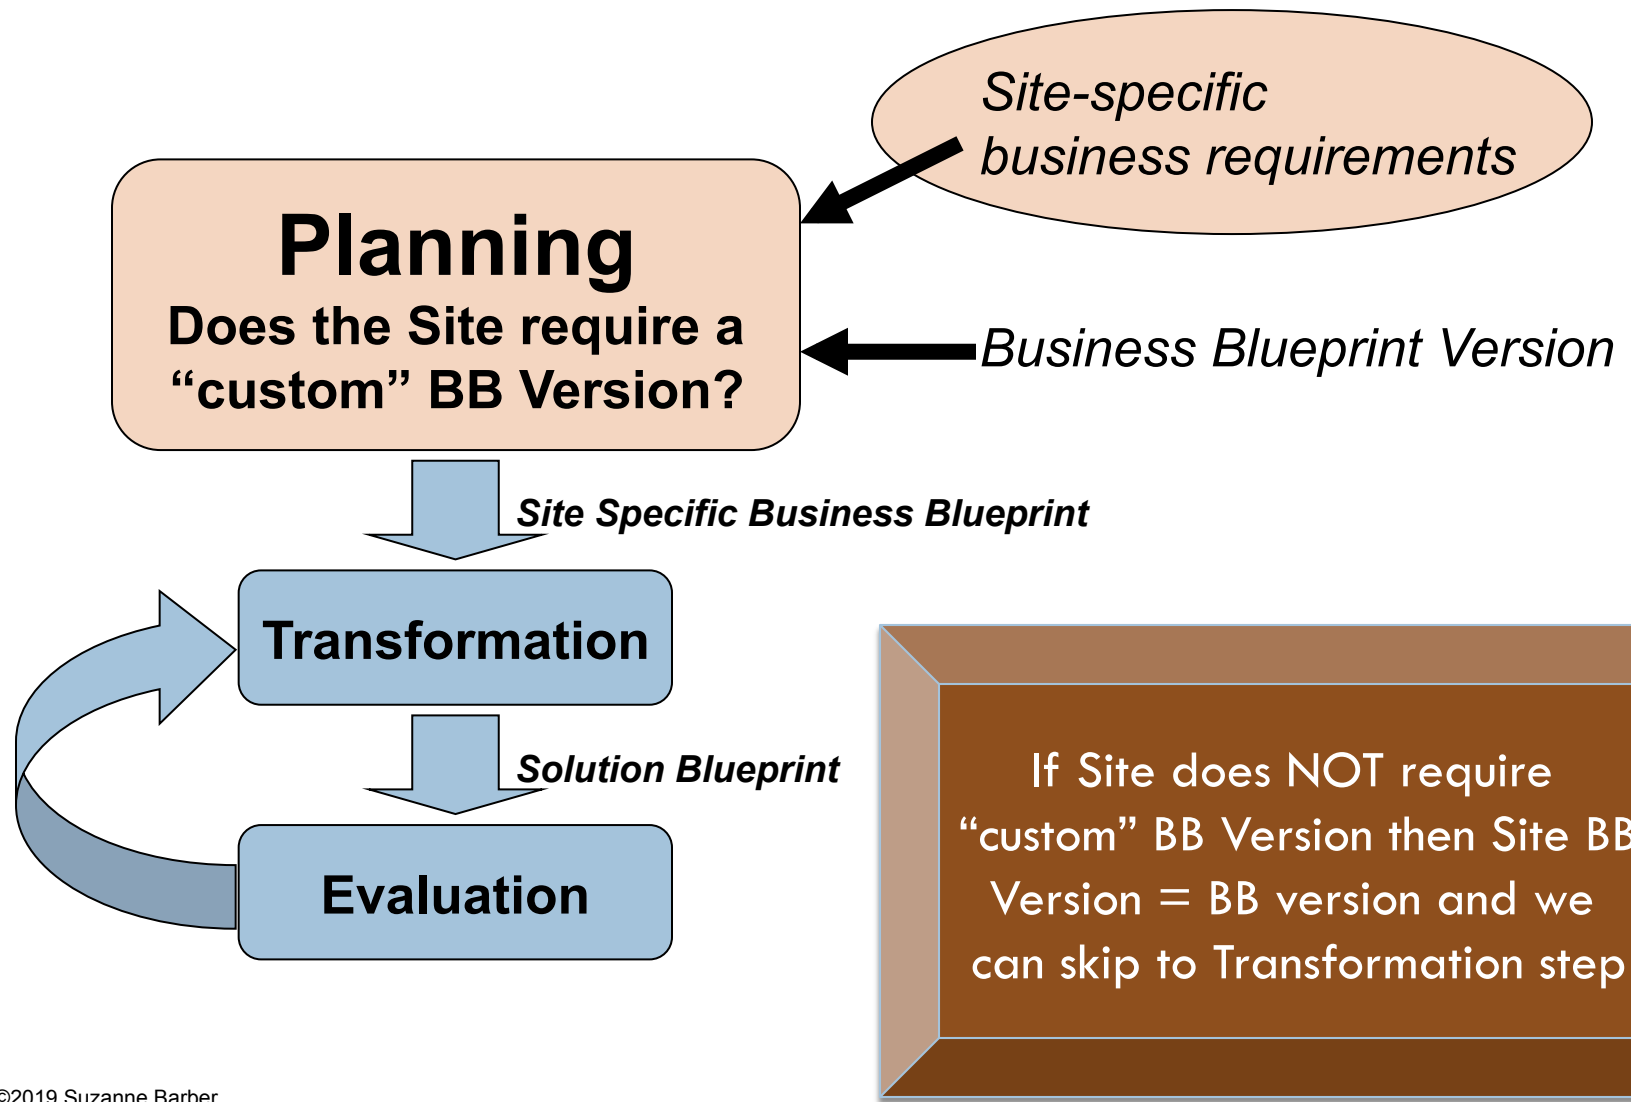 Site-specific
business requirements
Planning
Does the Site require a
“custom” BB Version?
Business Blueprint Version
Site Specific Business Blueprint
Transformation
Solution Blueprint
Evaluation
If Site does NOT require
“custom” BB Version then Site BB
Version = BB version and we
can skip to Transformation step
©2019 Suzanne Barber